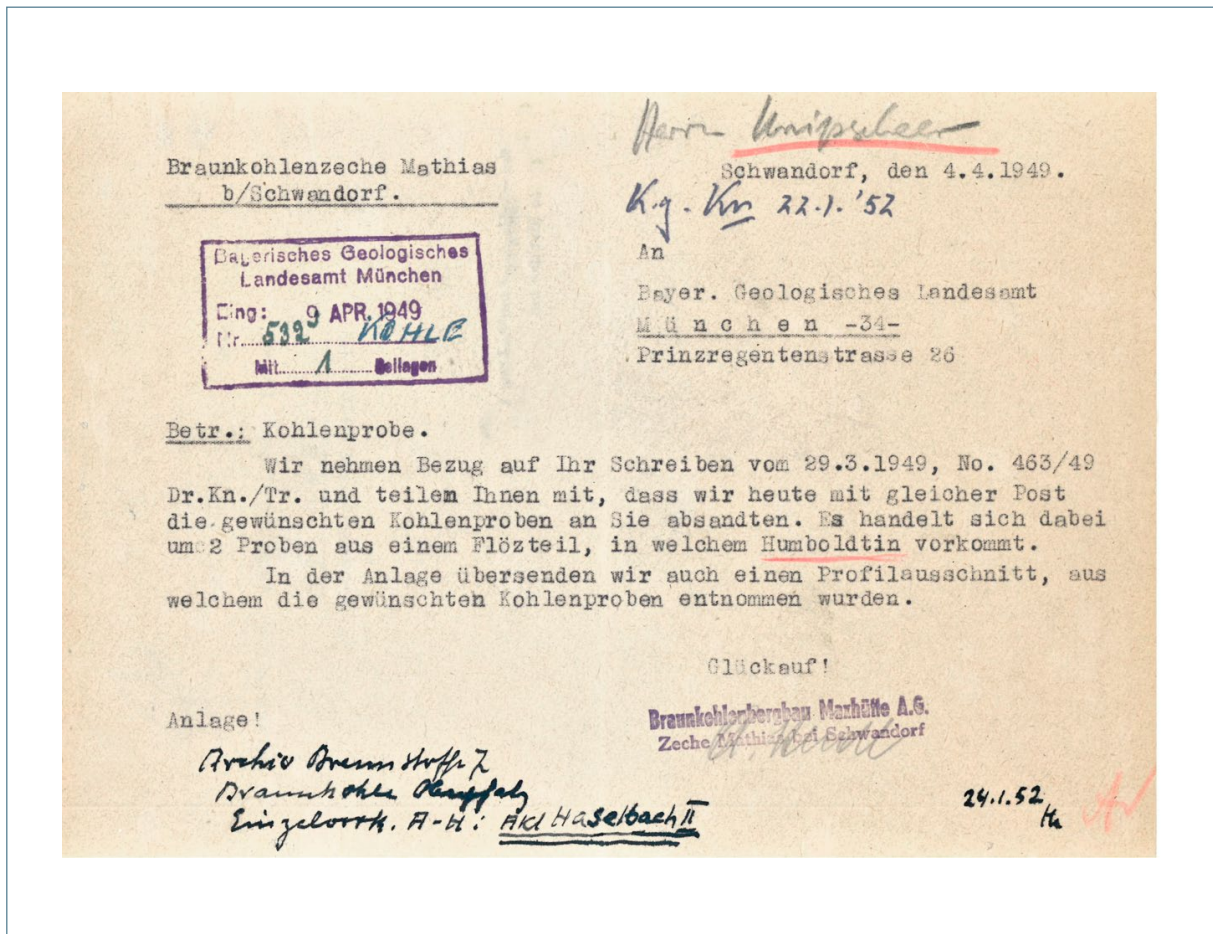 Herrn Knipscheer
Braunkohlenzeche Mathias
b/Schwandorf.
Schwandorf, den 4.4.1949.
K.g. Kn 22.1.'52
Bayerisches Geologisches
Landesamt München
Eing: 9 APR. 1949
Nr. 532 KOHLE
Mit 1 Beilagen
An
Bayer. Geologisches Landesamt
M ü n c h e n -34-
Prinzregentenstrasse 26
Betr.: Kohlenprobe.
Wir nehmen Bezug auf Ihr Schreiben vom 29.3.1949, No. 463/49
Dr.Kn./Tr. und teilen Ihnen mit, dass wir heute mit gleicher Post
die gewünschten Kohlenproben an Sie absandten. Es handelt sich dabei
um 2 Proben aus einem Flözteil, in welchem Humboldtin vorkommt.
In der Anlage übersenden wir auch einen Profilausschnitt, aus
welchem die gewünschten Kohlenproben entnommen wurden.
Glückauf!
Braunkohlenbergbau Maxhütte A.G.
Zeche Mathias bei Schwandorf
Anlage!
Archiv Brennstoffe
Braunkohle Oberpfalz
Einzelvork. A-H: Akt Haselbach II
24.1.52